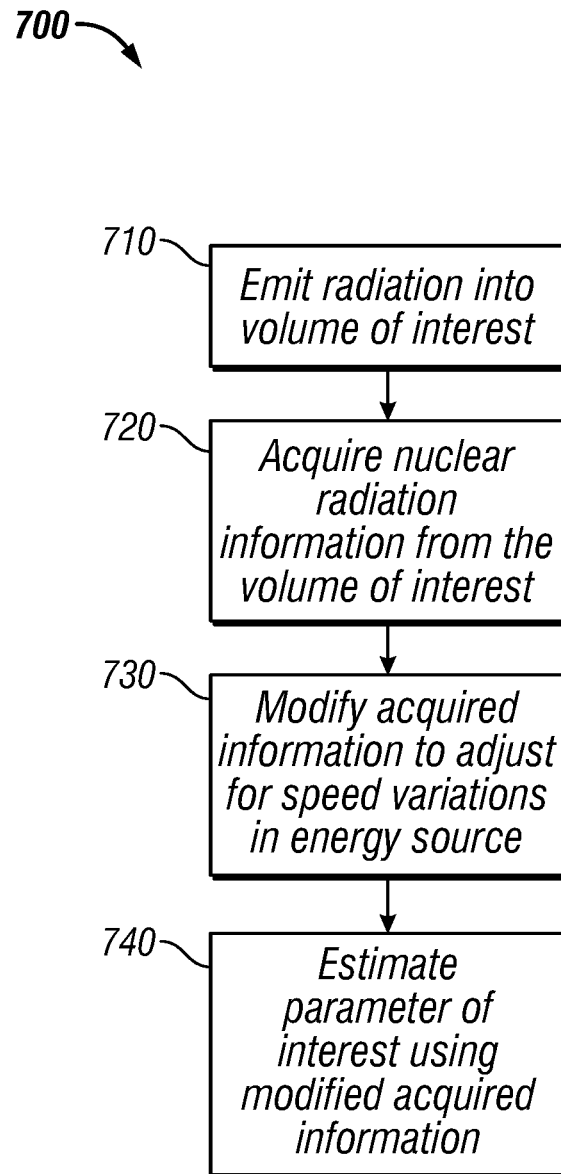 700
710
Emit radiation into
volume of interest
720
Acquire nuclear
radiation
information from the
volume of interest
730
Modify acquired
information to adjust
for speed variations
in energy source
740
Estimate
parameter of
interest using
modified acquired
information